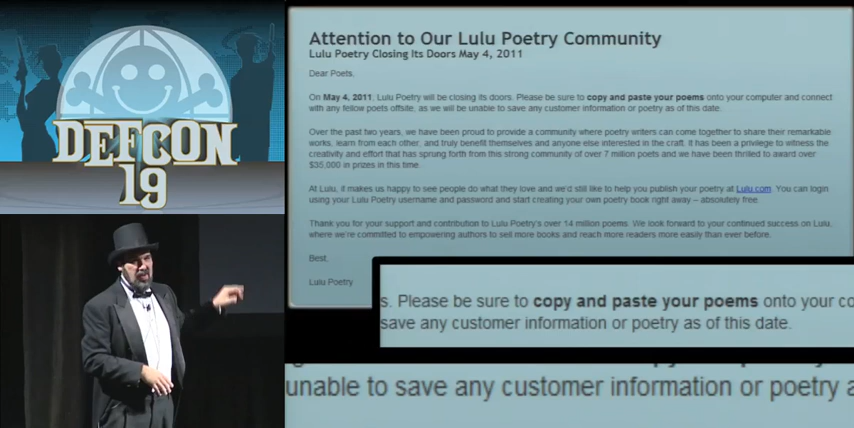 DEFCON
19
Attention to Our Lulu Poetry Community
Lulu Poetry Closing Its Doors May 4, 2011
Dear Poets,
On May 4, 2011, Lulu Poetry will be closing its doors. Please be sure to copy and paste your poems onto your computer and connect
with any fellow poets offsite, as we will be unable to save any customer information or poetry as of this date.
Over the past two years, we have been proud to provide a community where poetry writers can come together to share their remarkable
works, learn from each other, and truly benefit themselves and anyone else interested in the craft. It has been a privilege to witness the
creativity and effort that has sprung forth from this strong community of over 7 million poets and we have been thrilled to award over
$35,000 in prizes in this time.
At Lulu, it makes us happy to see people do what they love and we'd still like to help you publish your poetry at Lulu.com. You can login
using your Lulu Poetry username and password and start creating your own poetry book right away – absolutely free.
Thank you for your support and contribution to Lulu Poetry's over 14 million poems. We look forward to your continued success on Lulu,
where we're committed to empowering authors to sell more books and reach more readers more easily than ever before.
Best,
Lulu Poetry
s. Please be sure to copy and paste your poems onto your co
save any customer information or poetry as of this date.
unable to save any customer information or poetry a